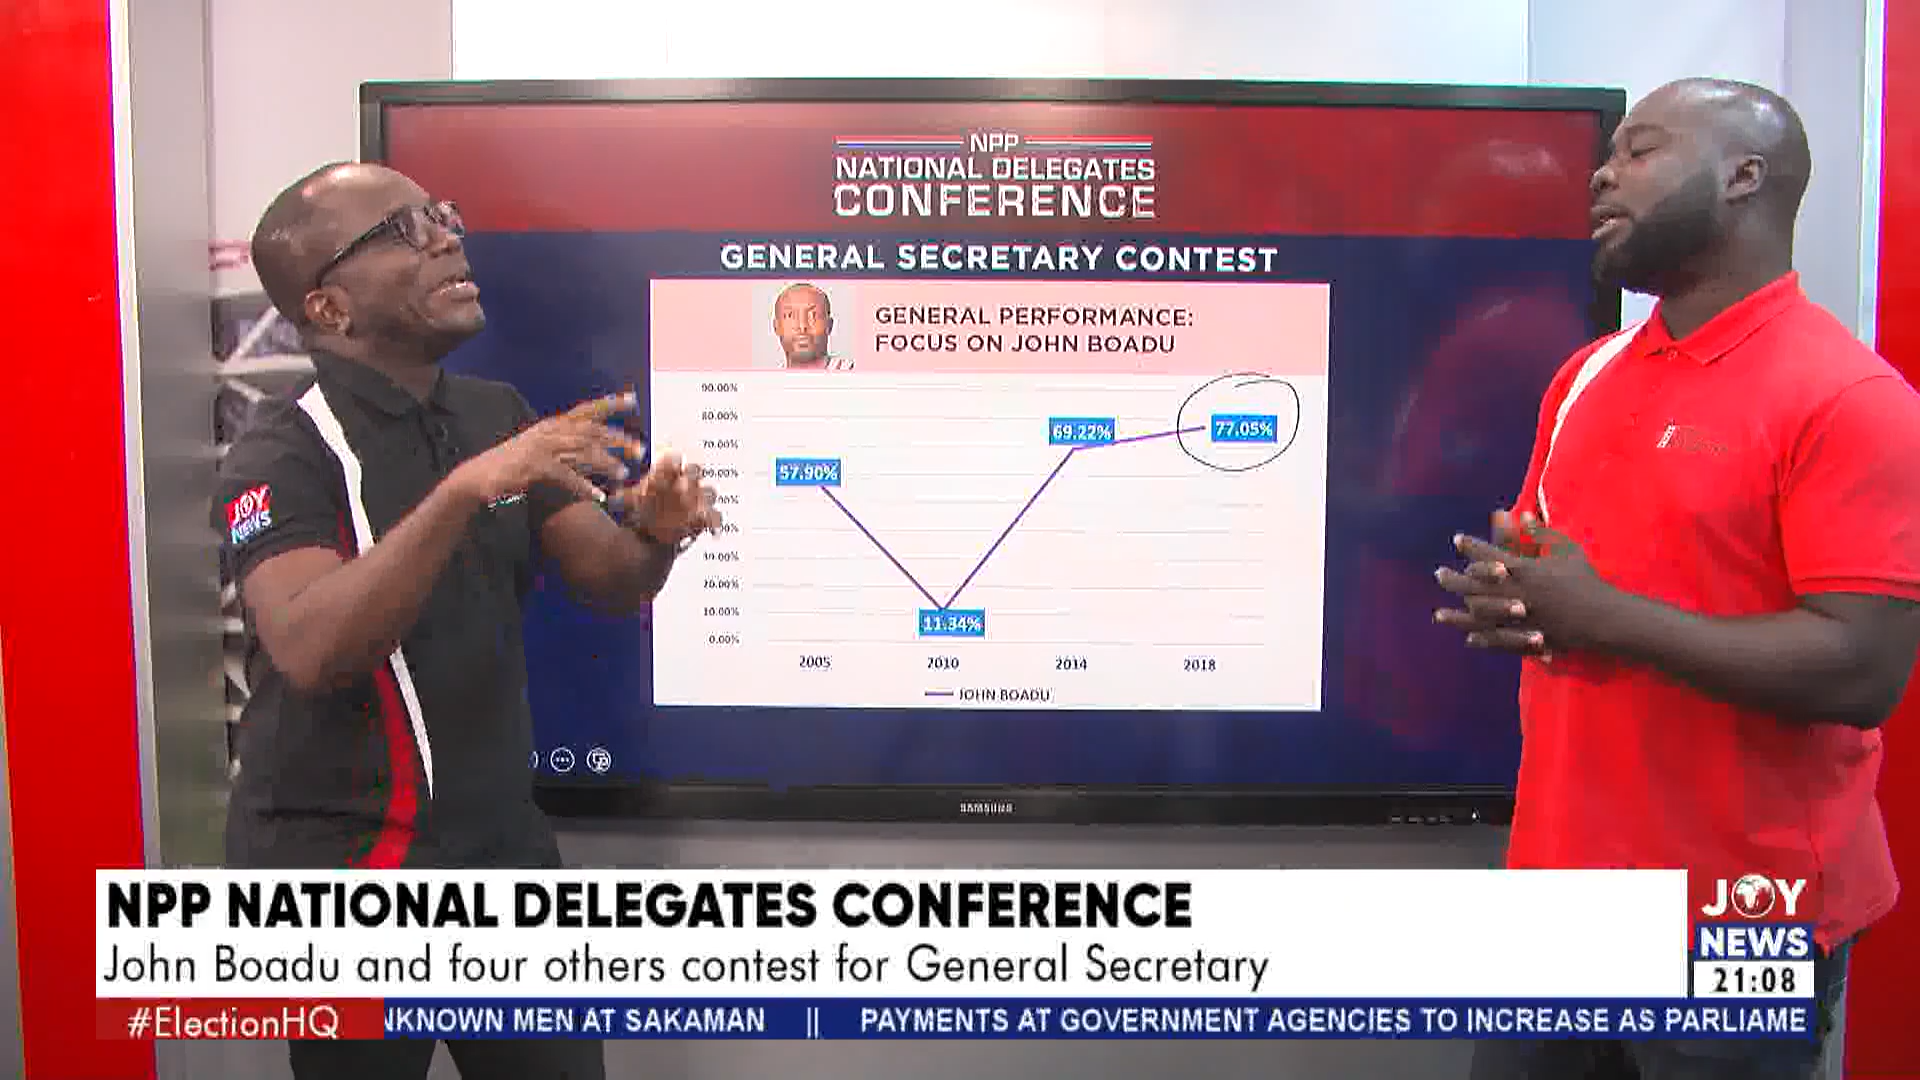 NPP
NATIONAL DELEGATES
CONFERENCE
GENERAL SECRETARY CONTEST
GENERAL PERFORMANCE:
FOCUS ON JOHN BOADU
90.00%
80.00%
70.00%
10.00%
0.00%
57.90%
11.34%
69.22%
77.05%
2005 2010 2014 2018
JOHN BOADU
SAMSUNG
JOY
NEWS
NPP NATIONAL DELEGATES CONFERENCE
John Boadu and four others contest for General Secretary
JOY
NEWS
21:08
#ElectionHQ
NKNOWN MEN AT SAKAMAN || PAYMENTS AT GOVERNMENT AGENCIES TO INCREASE AS PARLIAME